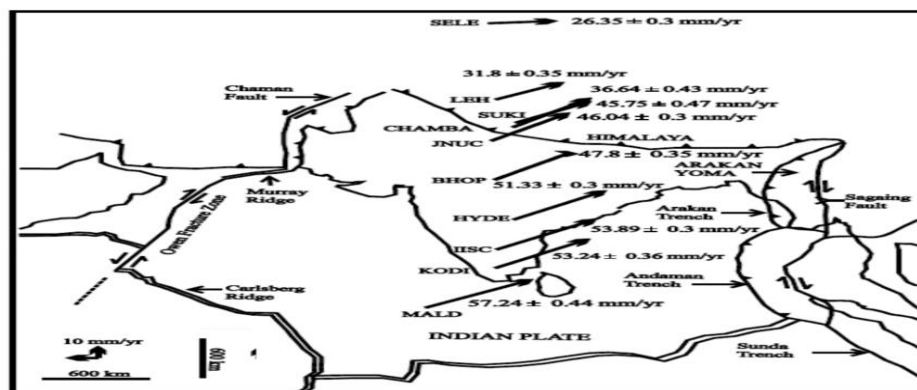 SELE
26.35 ± 0.3 mm/yr
31.8 ± 0.35 mm/yr
Chaman
Fault
LEH
36.64 ± 0.43 mm/yr
SUKI
45.75 ± 0.47 mm/yr
CHAMBA
46.04 ± 0.3 mm/yr
JNUC
HIMALAYA
47.8 ± 0.35 mm/yr
ARAKAN
YOMA
BHOP
51.33 ± 0.3 mm/yr
Murray
Ridge
Sagaing
Fault
Owen Fracture Zone
HYDE
Arakan
Trench
IISC
53.89 ± 0.3 mm/yr
KODI
53.24 ± 0.36 mm/yr
Carlsberg
Ridge
Andaman
Trench
MALD
57.24 ± 0.44 mm/yr
INDIAN PLATE
10 mm/yr
600 km
600 km
Sunda
Trench